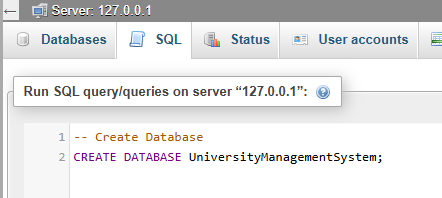 Server: 127.0.0.1
Databases SQL Status User accounts
Run SQL query/queries on server “127.0.0.1”:
1 -- Create Database
2 CREATE DATABASE UniversityManagementSystem;